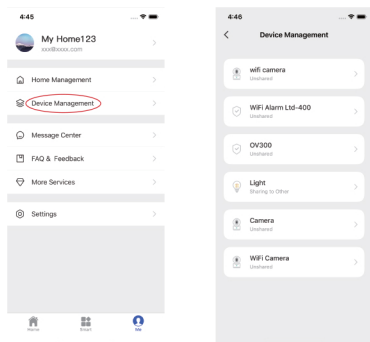 4:45
My Home123
xxx@xxxx.com
Home Management
Device Management
Message Center
FAQ & Feedback
More Services
Settings
Home
Smart
Me
4:46
Device Management
wifi camera
Unshared
WiFi Alarm Ltd-400
Unshared
OV300
Unshared
Light
Sharing to Other
Camera
Unshared
WiFi Camera
Unshared